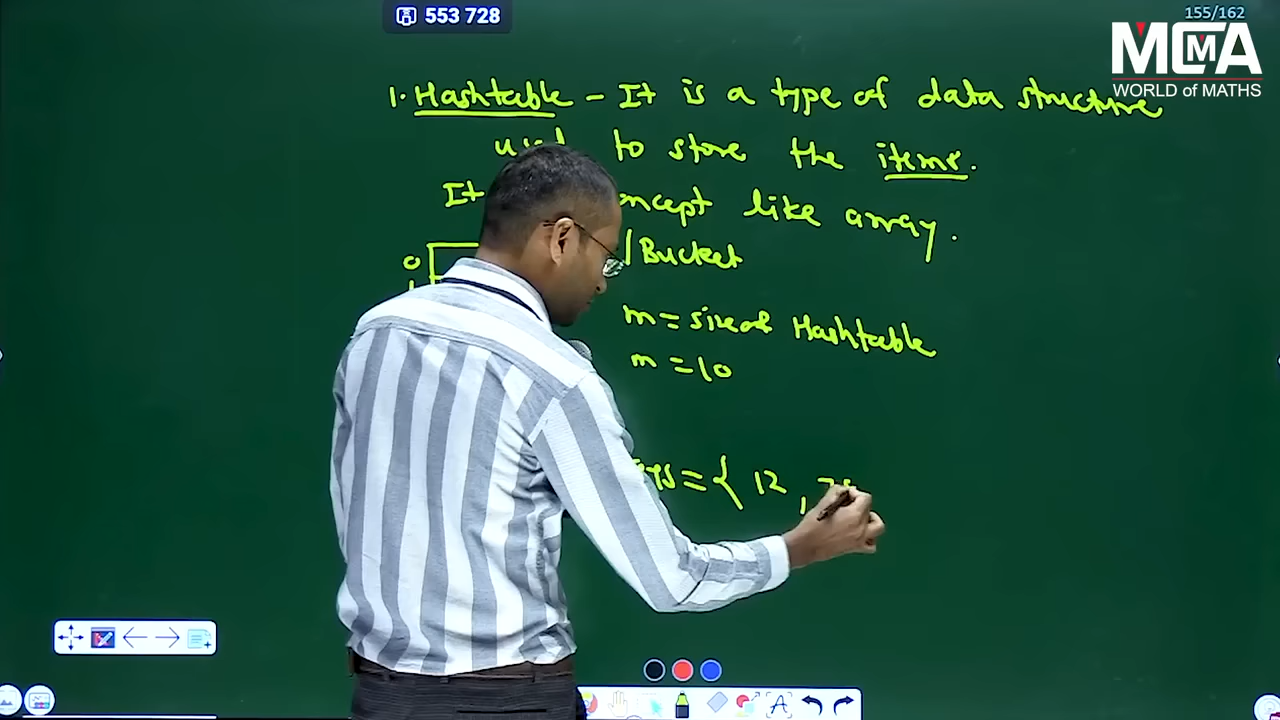 553 728
155/162
MCMA
WORLD of MATHS
1. Hashtable - It is a type of data structure
to store the items.
It like array.
0 / Bucket
m = size of Hashtable
m = 10
= { 12 ,